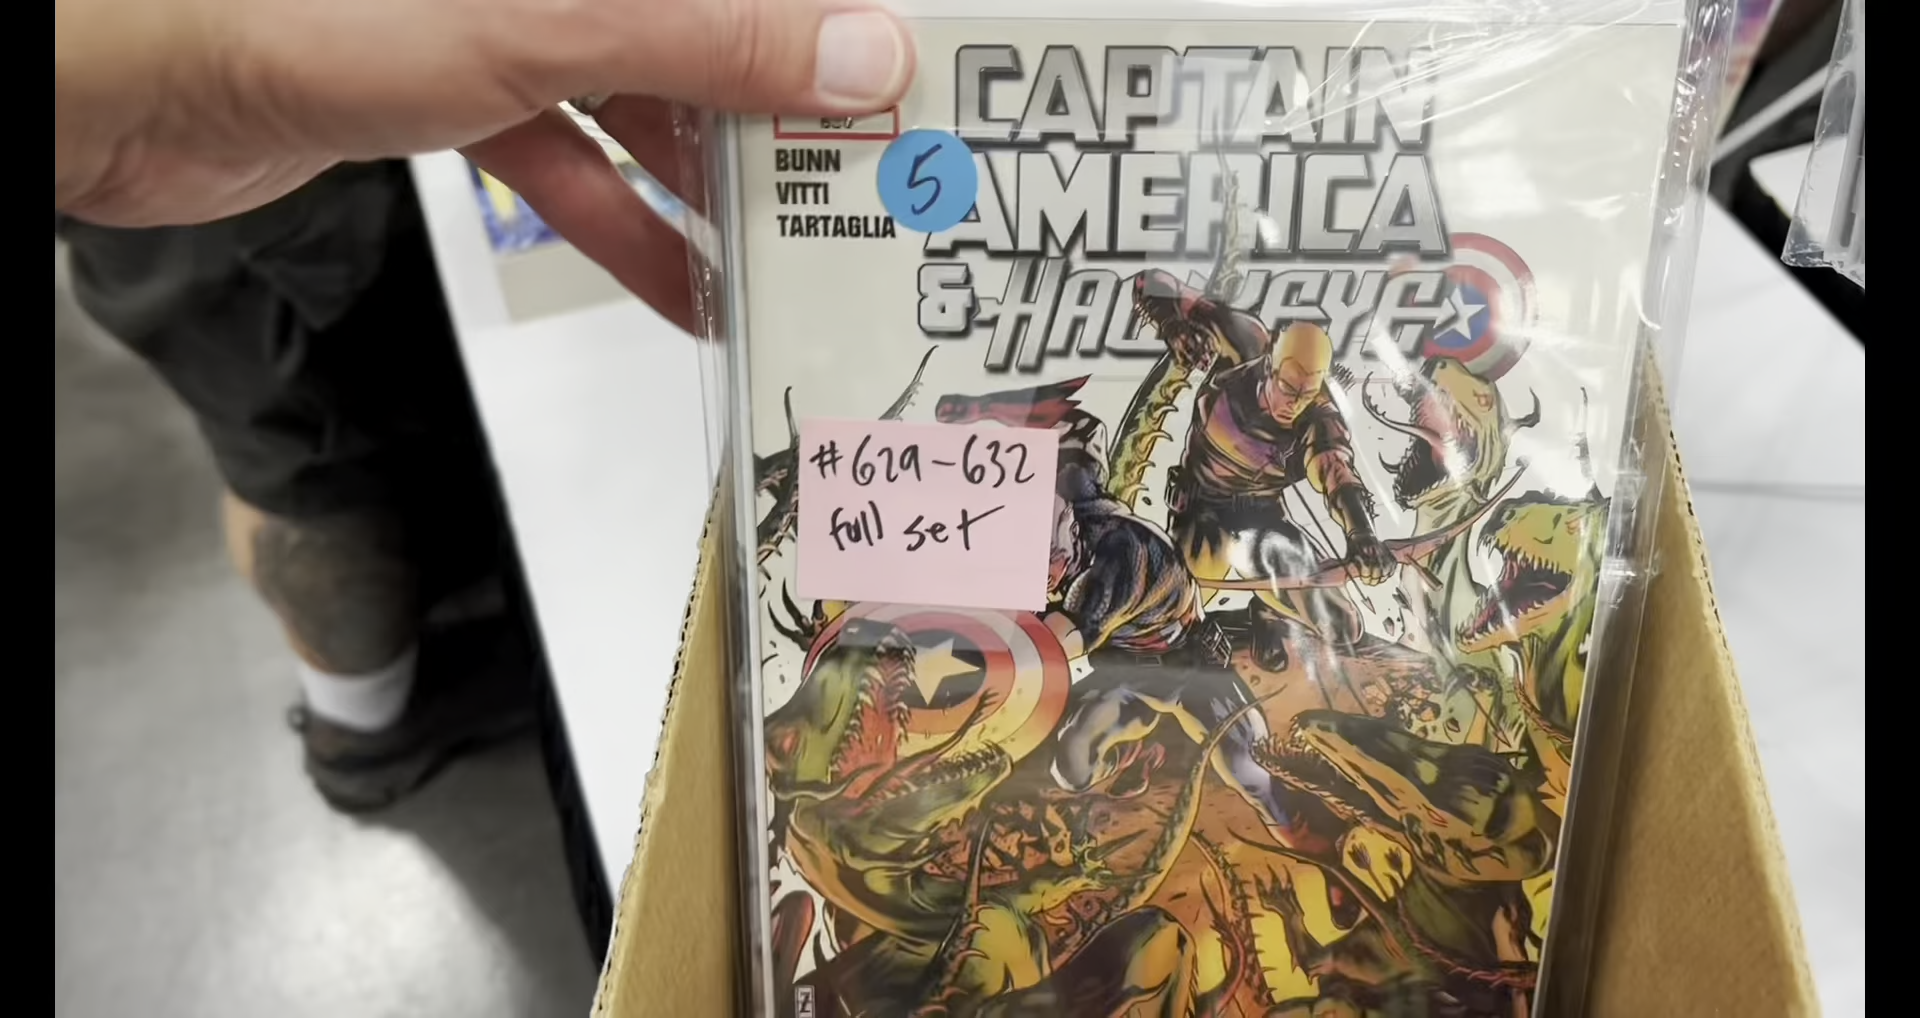 CAPTAIN
AMERICA
& HAWKEYE
BUNN
VITTI
TARTAGLIA
5
#629-632
full set